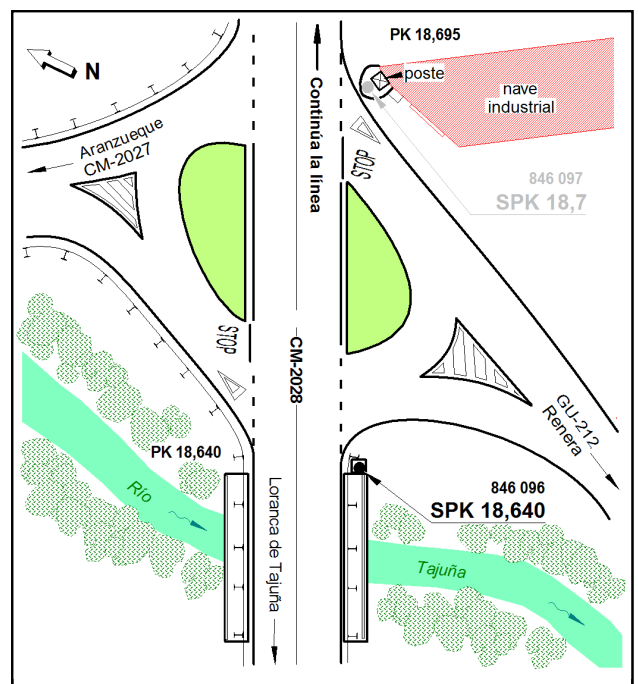 PK 18,695
N
poste
nave
industrial
Continúa la línea
Aranzueque
CM-2027
STOP
846 097
SPK 18,7
STOP
CM-2028
GU-212
Renera
PK 18,640
846 096
SPK 18,640
Río
Loranca de Tajuña
Tajuña